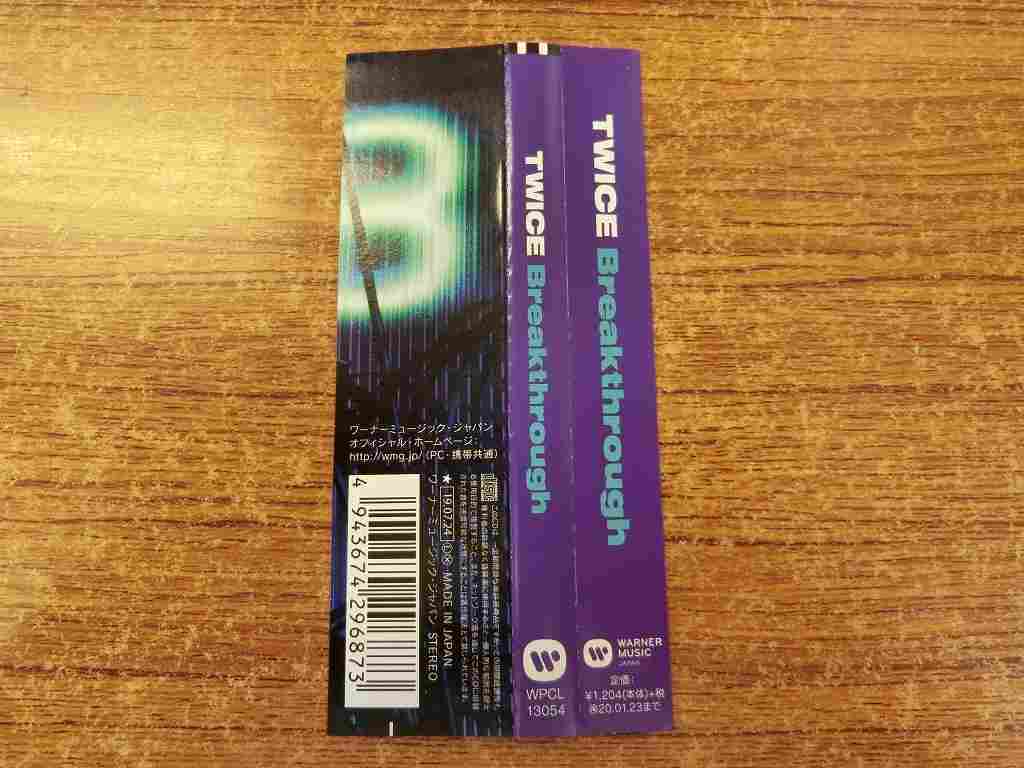 3
ワーナーミュージック・ジャパン
オフィシャル・ホームページ:
http://wmg.jp/ (PC・携帯共通)
4 943674 296873
★ 19.07.24 Ⓛ Ⓧ MADE IN JAPAN
ワーナーミュージック・ジャパン STEREO
TWICE Breakthrough
WPCL
13054
TWICE Breakthrough
WARNER
MUSIC
JAPAN
定価:
¥1,204(本体)+税
20.01.23まで